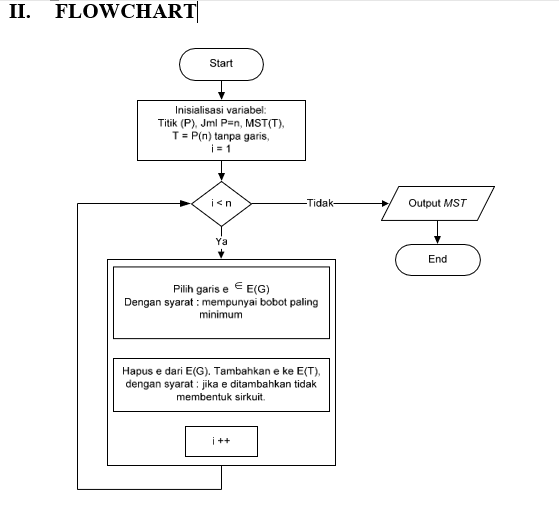 II. FLOWCHART
Start
Inisialisasi variabel:
Titik (P), Jml P=n, MST(T),
T = P(n) tanpa garis,
i = 1
i < n
Tidak
Output MST
Ya
End
Pilih garis e ∈ E(G)
Dengan syarat : mempunyai bobot paling
minimum
Hapus e dari E(G). Tambahkan e ke E(T),
dengan syarat : jika e ditambahkan tidak
membentuk sirkuit.
i ++